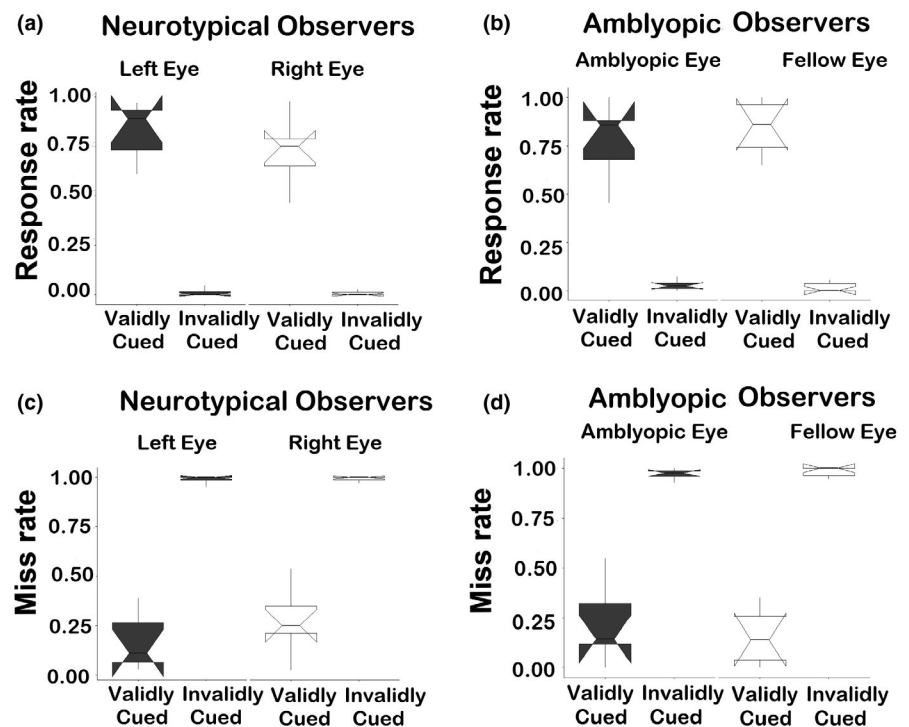 (a) Neurotypical Observers
Left Eye Right Eye
Response rate
1.00
0.75
0.50
0.25
0.00
Validly Invalidly Validly Invalidly
Cued Cued Cued Cued
(b) Amblyopic Observers
Amblyopic Eye Fellow Eye
Response rate
1.00
0.75
0.50
0.25
0.00
Validly Invalidly Validly Invalidly
Cued Cued Cued Cued
(c) Neurotypical Observers
Left Eye Right Eye
Miss rate
1.00
0.75
0.50
0.25
0.00
Validly Invalidly Validly Invalidly
Cued Cued Cued Cued
(d) Amblyopic Observers
Amblyopic Eye Fellow Eye
Miss rate
1.00
0.75
0.50
0.25
0.00
Validly Invalidly Validly Invalidly
Cued Cued Cued Cued